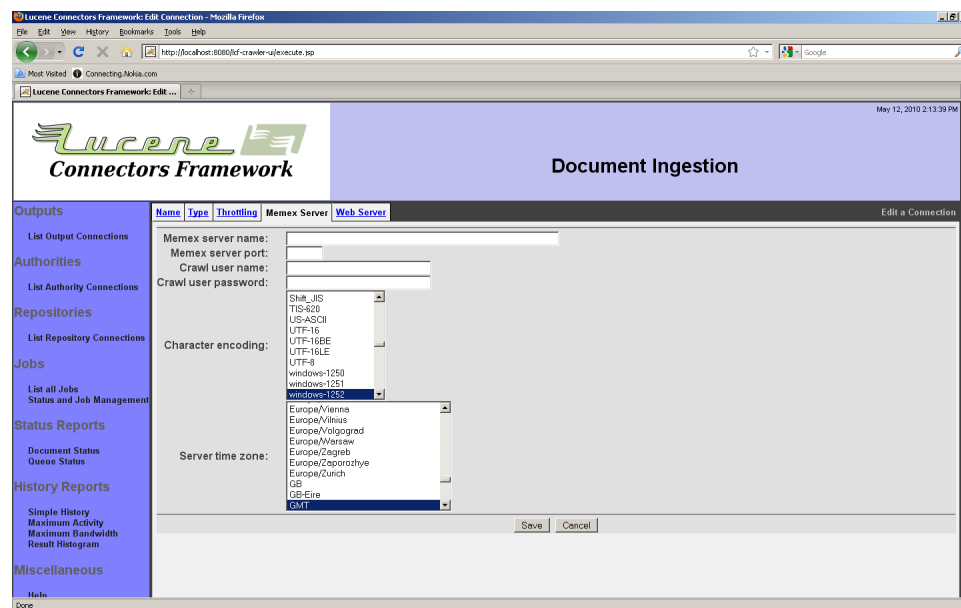 Lucene Connectors Framework: Edit Connection - Mozilla Firefox
File Edit View History Bookmarks Tools Help
http://localhost:8080/lcf-crawler-ui/execute.jsp
Google
Most Visited Connecting.Nokia.com
Lucene Connectors Framework: Edit ...
May 12, 2010 2:13:39 PM
Lucene
Connectors Framework
Document Ingestion
Outputs
List Output Connections
Authorities
List Authority Connections
Repositories
List Repository Connections
Jobs
List all Jobs
Status and Job Management
Status Reports
Document Status
Queue Status
History Reports
Simple History
Maximum Activity
Maximum Bandwidth
Result Histogram
Miscellaneous
Help
Name Type Throttling Memex Server Web Server
Edit a Connection
Memex server name:
Memex server port:
Crawl user name:
Crawl user password:
Character encoding:
Shift_JIS
TIS-620
US-ASCII
UTF-16
UTF-16BE
UTF-16LE
UTF-8
windows-1250
windows-1251
windows-1252
Server time zone:
Europe/Vienna
Europe/Vilnius
Europe/Volgograd
Europe/Warsaw
Europe/Zagreb
Europe/Zaporozhye
Europe/Zurich
GB
GB-Eire
GMT
Save Cancel
Done